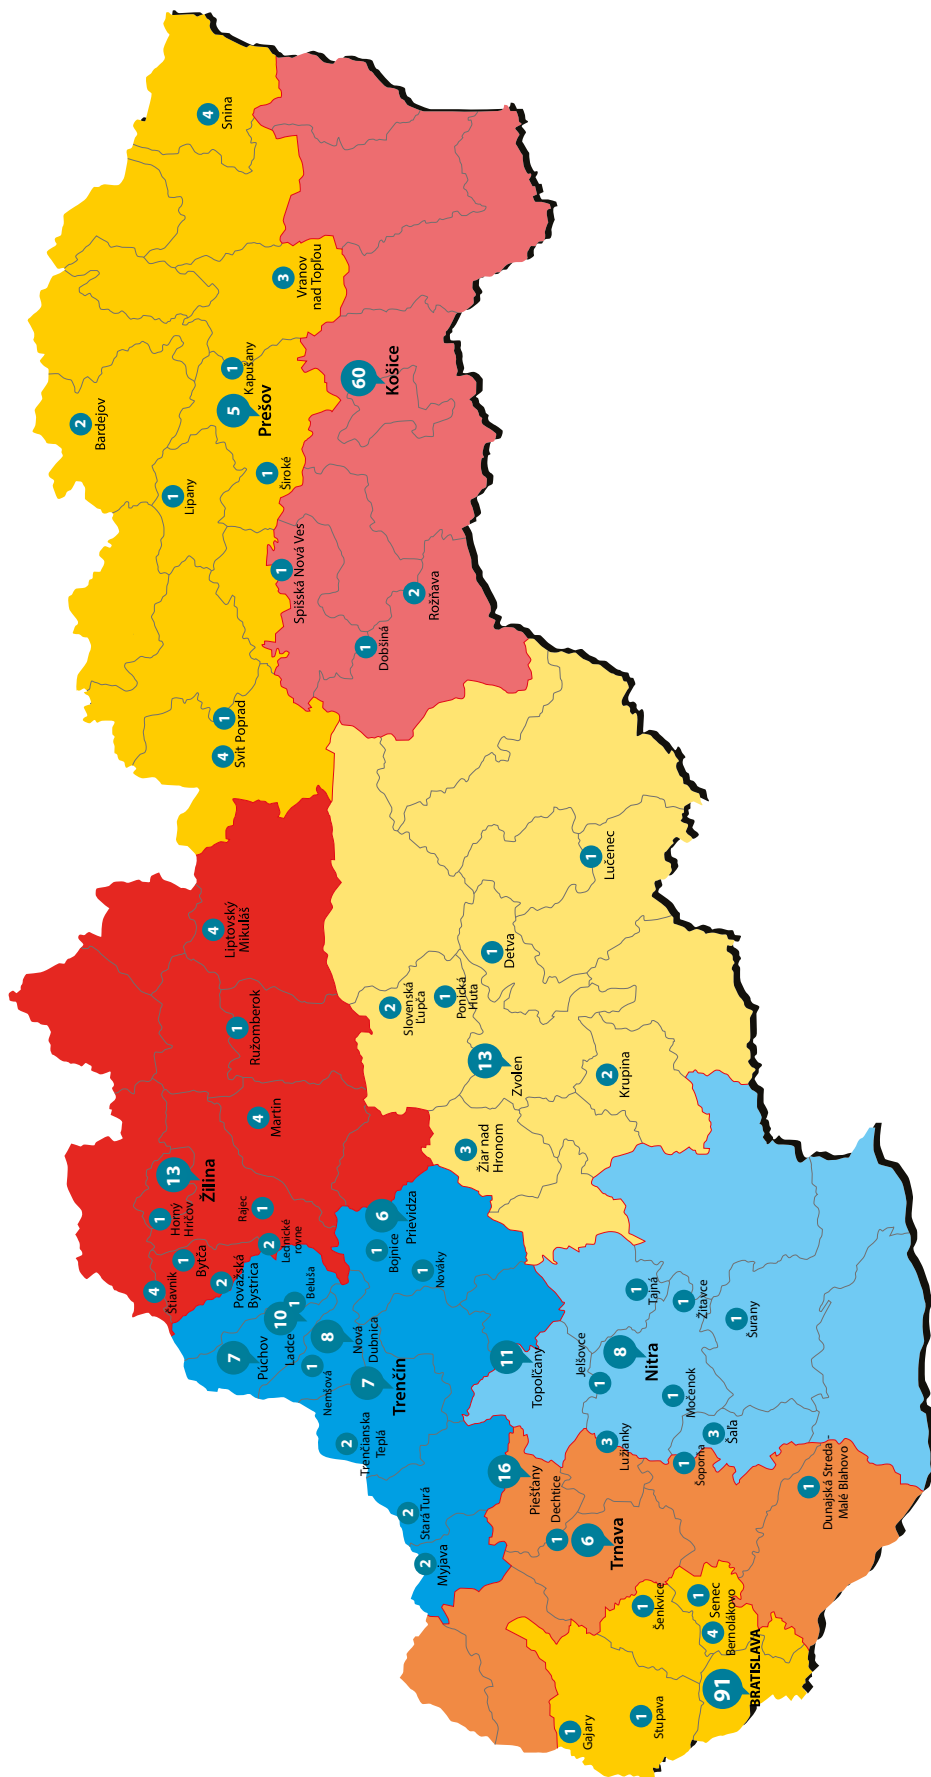 4
Snina
3
Vranov
nad Topľou
2
Bardejov
1
Kapušany
5
Prešov
1
Lipany
1
Široké
60
Košice
1
Spišská Nová Ves
2
Rožňava
1
Dobšiná
1
4
Svit Poprad
4
Liptovský
Mikuláš
1
Ružomberok
4
Martin
13
Žilina
1
Horný
Hričov
1
Rajec
1
Bytča
2
Lednické
rovne
4
Štiavnik
2
Považská
Bystrica
1
Beluša
10
Ladce
7
Púchov
8
Nová
Dubnica
1
Nemšová
7
Trenčín
2
Trenčianska
Teplá
2
Stará Turá
2
Myjava
6
Prievidza
1
Bojnice
1
Nováky
1
Lučenec
1
Detva
2
Slovenská
Ľupča
1
Ponická
Huta
13
Zvolen
2
Krupina
3
Žiar nad
Hronom
11
Topoľčany
1
Jelšovce
8
Nitra
1
Tajná
1
Žitavce
1
Šurany
1
Močenok
3
Lužianky
3
Šaľa
1
Šoporňa
16
Piešťany
1
Dechtice
6
Trnava
1
Dunajská Streda -
Malé Blahovo
1
Šenkvice
1
Senec
4
Bernolákovo
91
BRATISLAVA
1
Stupava
1
Gajary